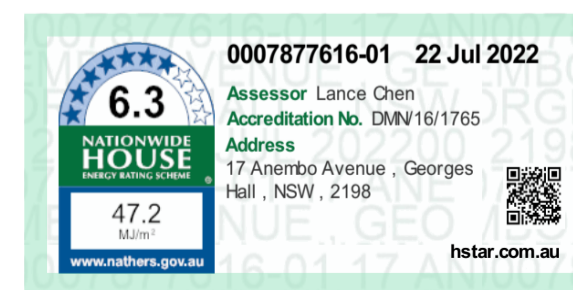 0007877616-01 22 Jul 2022
6.3
NATIONWIDE
HOUSE
ENERGY RATING SCHEME
47.2
MJ/m²
www.nathers.gov.au
Assessor Lance Chen
Accreditation No. DMN/16/1765
Address
17 Anembo Avenue , Georges
Hall , NSW , 2198
hstar.com.au